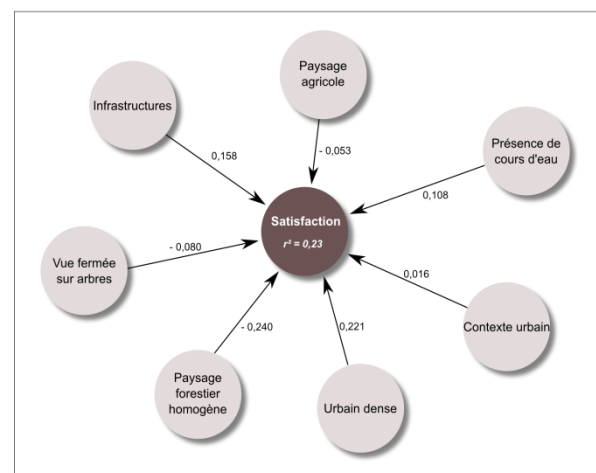 Paysage
agricole
Infrastructures
Présence de
cours d'eau
0,158
- 0,053
0,108
Satisfaction
r² = 0,23
- 0,080
0,016
Vue fermée
sur arbres
- 0,240
0,221
Contexte urbain
Paysage
forestier
homogène
Urbain dense